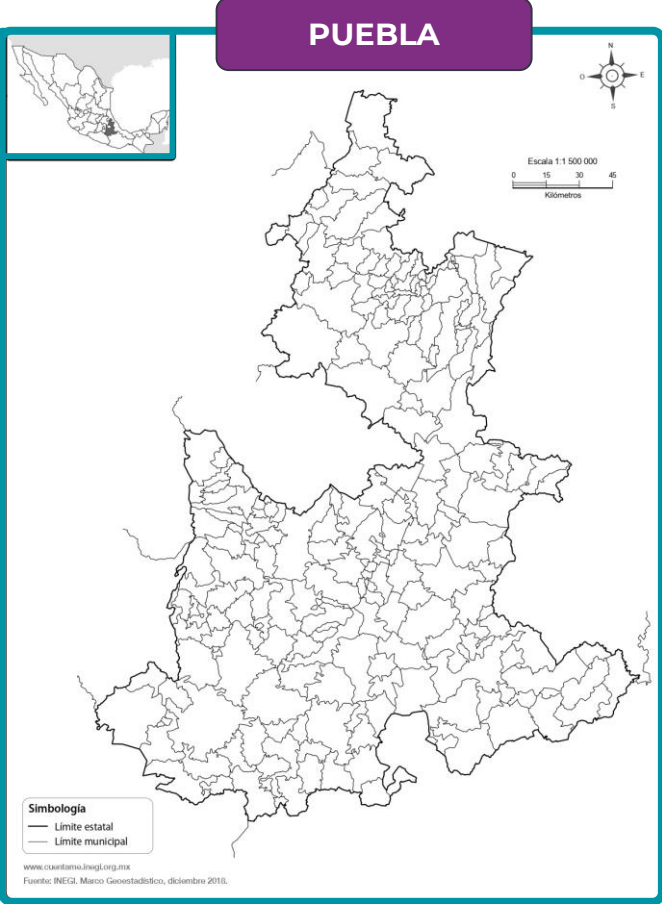 PUEBLA
N
O
E
S
Escala 1:1 500 000
0 15 30 45
Kilómetros
Simbología
Límite estatal
Límite municipal
www.cuentame.inegi.org.mx
Fuente: INEGI. Marco Geoestadístico, diciembre 2018.